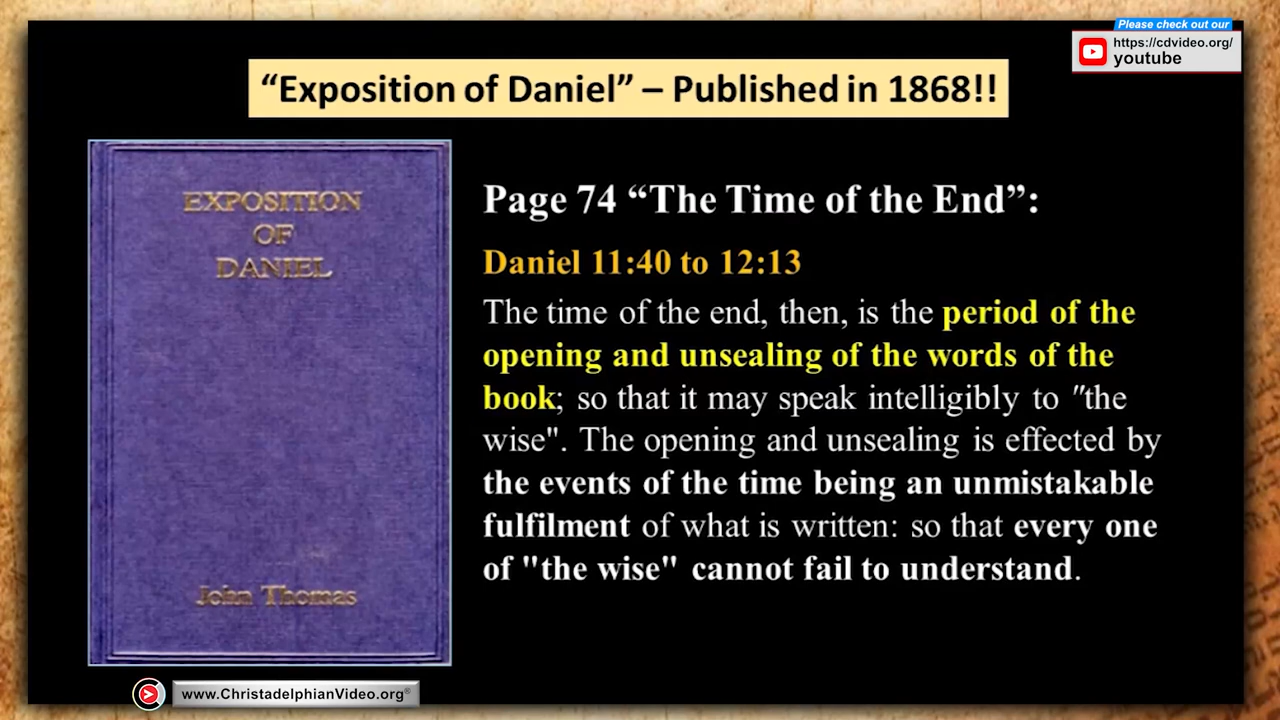 Please check out our
https://cdvideo.org/
youtube
“Exposition of Daniel” – Published in 1868!!
EXPOSITION
OF
DANIEL
John Thomas
Page 74 “The Time of the End”:
Daniel 11:40 to 12:13
The time of the end, then, is the period of the
opening and unsealing of the words of the
book; so that it may speak intelligibly to "the
wise". The opening and unsealing is effected by
the events of the time being an unmistakable
fulfilment of what is written: so that every one
of "the wise" cannot fail to understand.
www.ChristadelphianVideo.org®